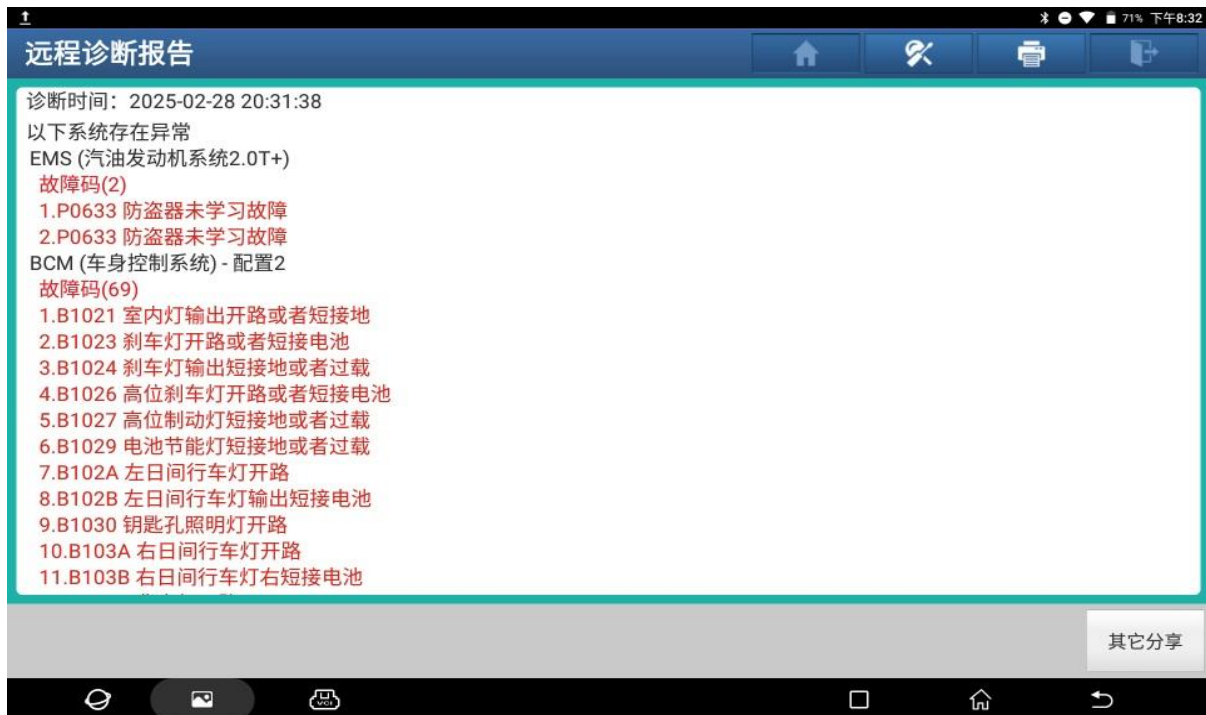 71% 下午8:32
远程诊断报告
诊断时间：2025-02-28 20:31:38
以下系统存在异常
EMS (汽油发动机系统2.0T+)
故障码(2)
1.P0633 防盗器未学习故障
2.P0633 防盗器未学习故障
BCM (车身控制系统) - 配置2
故障码(69)
1.B1021 室内灯输出开路或者短接地
2.B1023 刹车灯开路或者短接电池
3.B1024 刹车灯输出短接地或者过载
4.B1026 高位刹车灯开路或者短接电池
5.B1027 高位制动灯短接地或者过载
6.B1029 电池节能灯短接地或者过载
7.B102A 左日间行车灯开路
8.B102B 左日间行车灯输出短接电池
9.B1030 钥匙孔照明灯开路
10.B103A 右日间行车灯开路
11.B103B 右日间行车灯右短接电池
其它分享
VCI